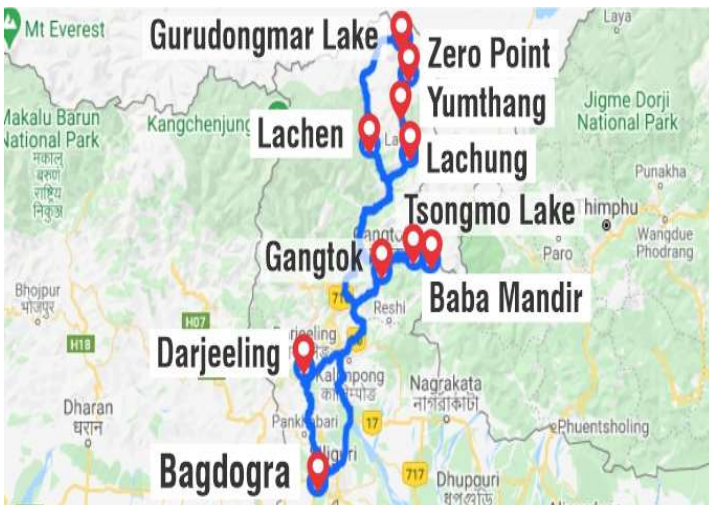 Mt Everest
Gurudongmar Lake
Laya
Zero Point
Makalu Barun
National Park
मकालु
बरुण
राष्ट्रिय
निकुञ्ज
Kangchenjung
Yumthang
Jigme Dorji
National Park
Lachen
Lachung
Punakha
Tsongmo Lake
Thimphu
Gangtok
Paro
Wangdue
Phodrang
Baba Mandir
Bhojpur
भोजपुर
Reshi
H07
H18
Darjeeling
Kalimpong
Nagrakata
নাগরাকাটা
Dharan
धरान
17
Phuentsholing
Bagdogra
717
Dhupguri
ধূপগুড়ি